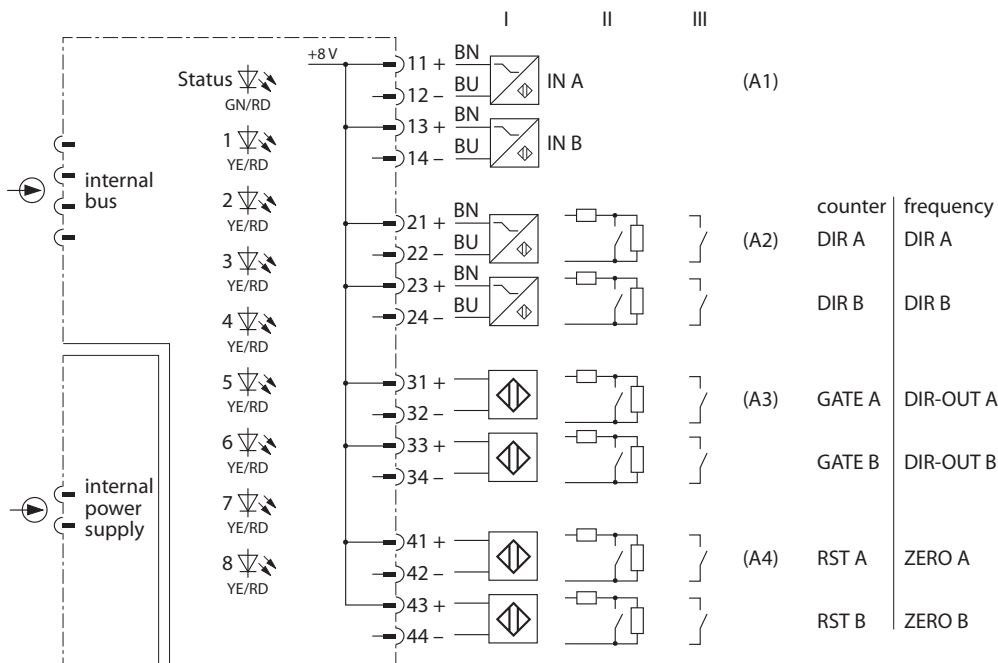 I II III
+8 V
Status
GN/RD
11 + BN
12 – BU
IN A
(A1)
1
YE/RD
13 + BN
14 – BU
IN B
internal
bus
2
YE/RD
counter frequency
21 + BN
22 – BU
(A2) DIR A DIR A
3
YE/RD
23 + BN
24 – BU
DIR B DIR B
4
YE/RD
5
YE/RD
31 +
32 –
(A3) GATE A DIR-OUT A
6
YE/RD
33 +
34 –
GATE B DIR-OUT B
internal
power
supply
7
YE/RD
41 +
42 –
(A4) RST A ZERO A
8
YE/RD
43 +
44 –
RST B ZERO B